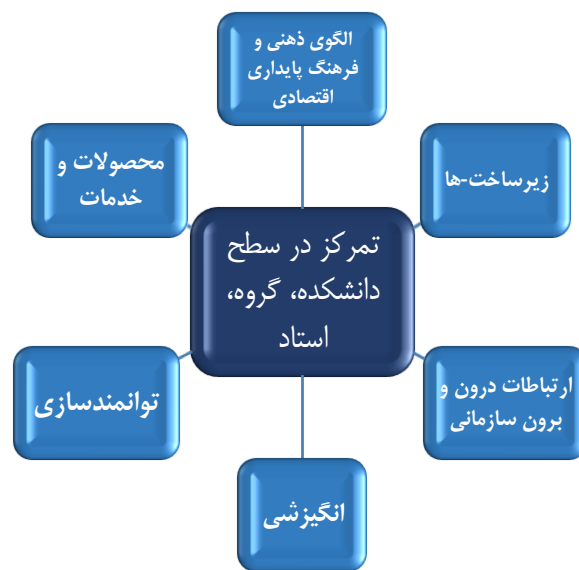 الگوی ذهنی و
فرهنگ پایداری
اقتصادی
زیرساخت-ها
محصولات و
خدمات
تمرکز در سطح
دانشکده، گروه،
استاد
ارتباطات درون و
برون سازمانی
توانمندسازی
انگیزشی